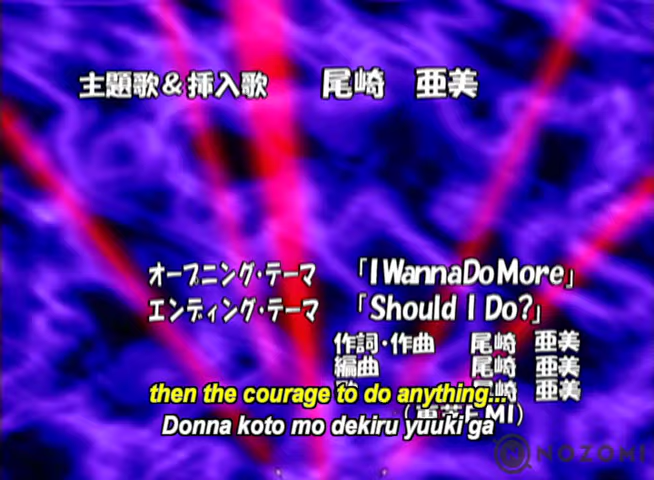 主題歌&挿入歌 尾崎 亜美
オープニング・テーマ 「I Wanna Do More」
エンディング・テーマ 「Should I Do?」
作詞・作曲 尾崎 亜美
編曲 尾崎 亜美
尾崎 亜美
then the courage to do anything...
EMI)
Donna koto mo dekiru yuuki ga
NOZOMI